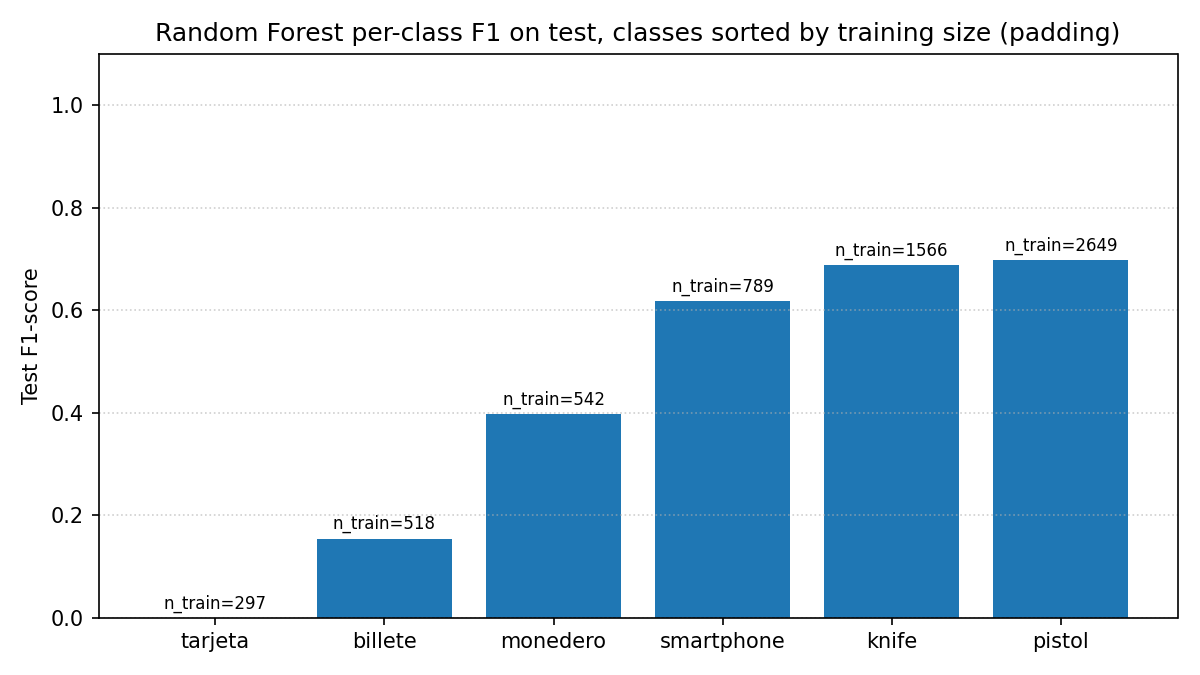 Random Forest per-class F1 on test, classes sorted by training size (padding)
Test F1-score
1.0
0.8
0.6
0.4
0.2
0.0
n_train=297
n_train=518
n_train=542
n_train=789
n_train=1566
n_train=2649
tarjeta
billete
monedero
smartphone
knife
pistol